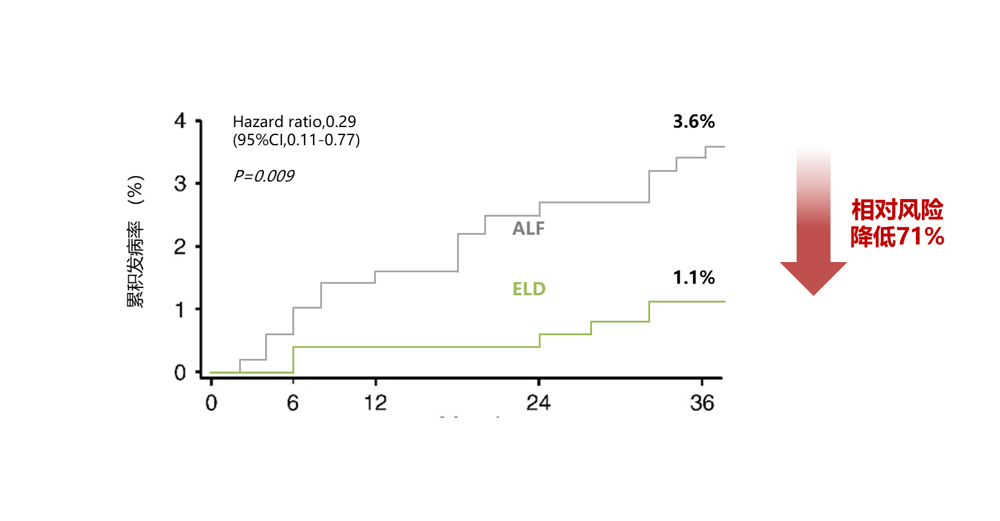 Hazard ratio,0.29
(95%CI,0.11-0.77)
P=0.009
累积发病率 (%)
4
3
2
1
0
0 6 12 24 36
3.6%
ALF
ELD
1.1%
相对风险
降低71%